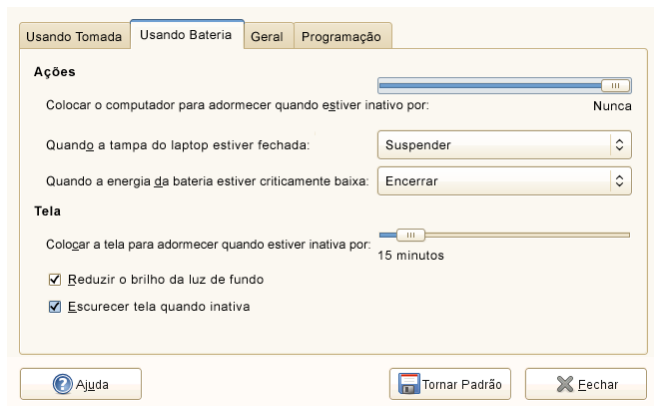 Usando Tomada Usando Bateria Geral Programação
Ações
Colocar o computador para adormecer quando estiver inativo por:
Nunca
Quando a tampa do laptop estiver fechada: Suspender
Quando a energia da bateria estiver criticamente baixa: Encerrar
Tela
Colocar a tela para adormecer quando estiver inativa por:
15 minutos
Reduzir o brilho da luz de fundo
Escurecer tela quando inativa
Ajuda Tornar Padrão Fechar